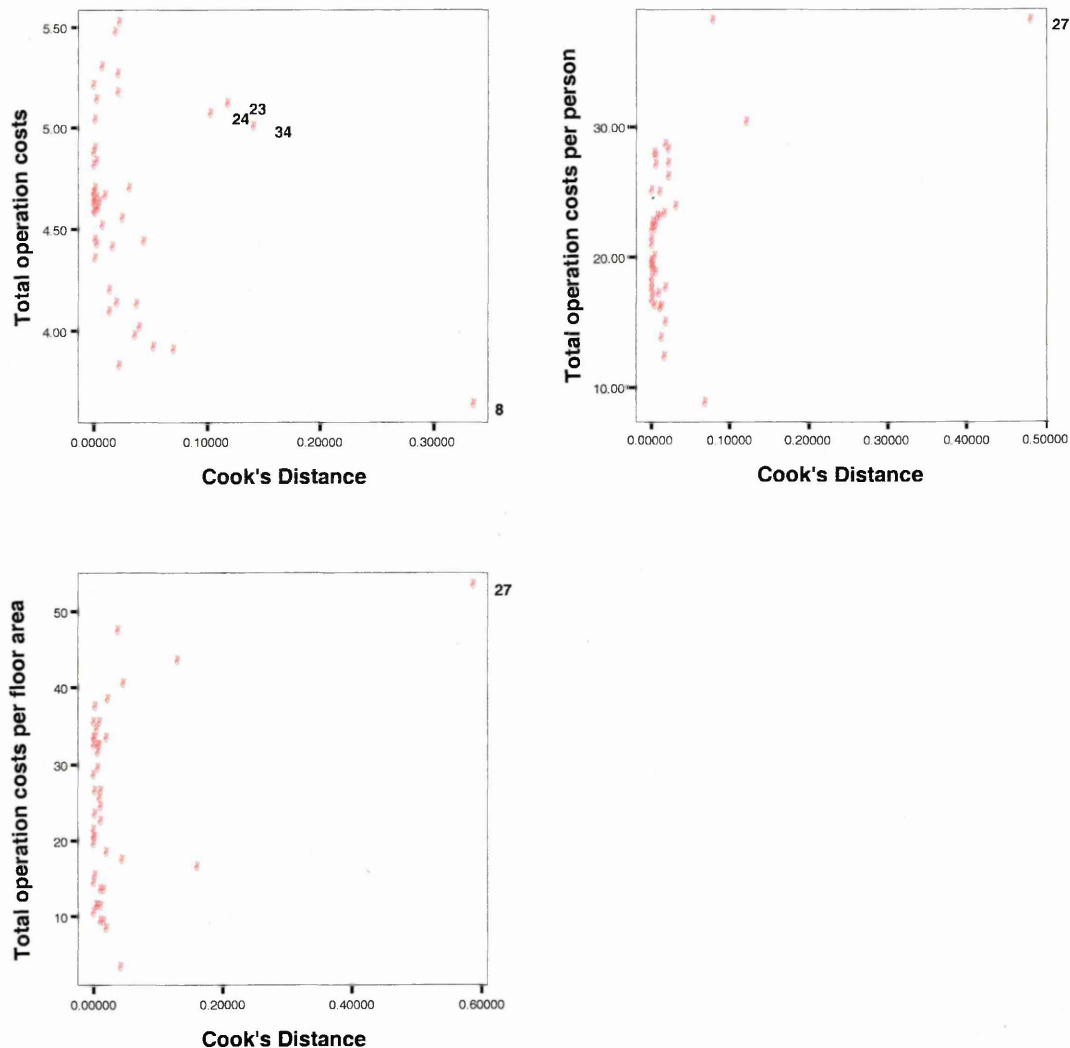 Total operation costs
5.50
5.00
4.50
4.00
23
24
34
8
0.00000 0.10000 0.20000 0.30000
Cook's Distance
Total operation costs per person
30.00
20.00
10.00
27
0.00000 0.10000 0.20000 0.30000 0.40000 0.50000
Cook's Distance
Total operation costs per floor area
50
40
30
20
10
27
0.00000 0.20000 0.40000 0.60000
Cook's Distance